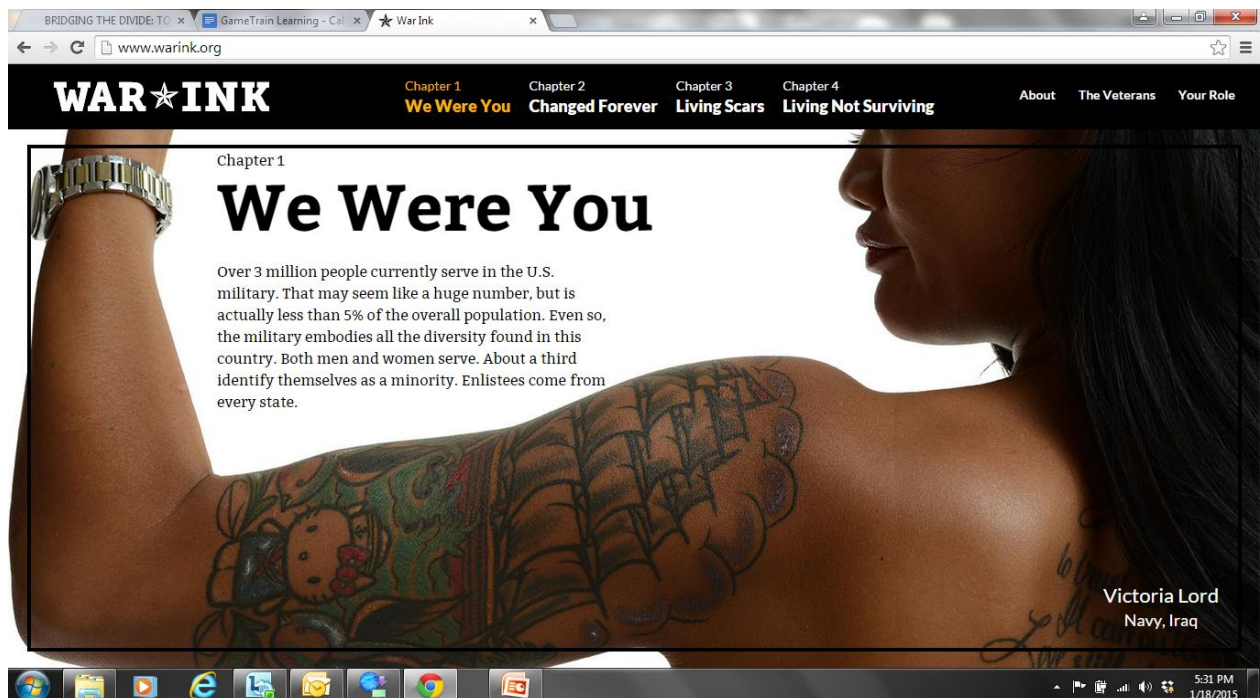 BRIDGING THE DIVIDE: TO
GameTrain Learning - Cal
War Ink
www.warink.org
WAR INK
Chapter 1
We Were You
Chapter 2
Changed Forever
Chapter 3
Living Scars
Chapter 4
Living Not Surviving
About The Veterans Your Role
Chapter 1
We Were You
Over 3 million people currently serve in the U.S.
military. That may seem like a huge number, but is
actually less than 5% of the overall population. Even so,
the military embodies all the diversity found in this
country. Both men and women serve. About a third
identify themselves as a minority. Enlistees come from
every state.
Victoria Lord
Navy, Iraq
5:31 PM
1/18/2015